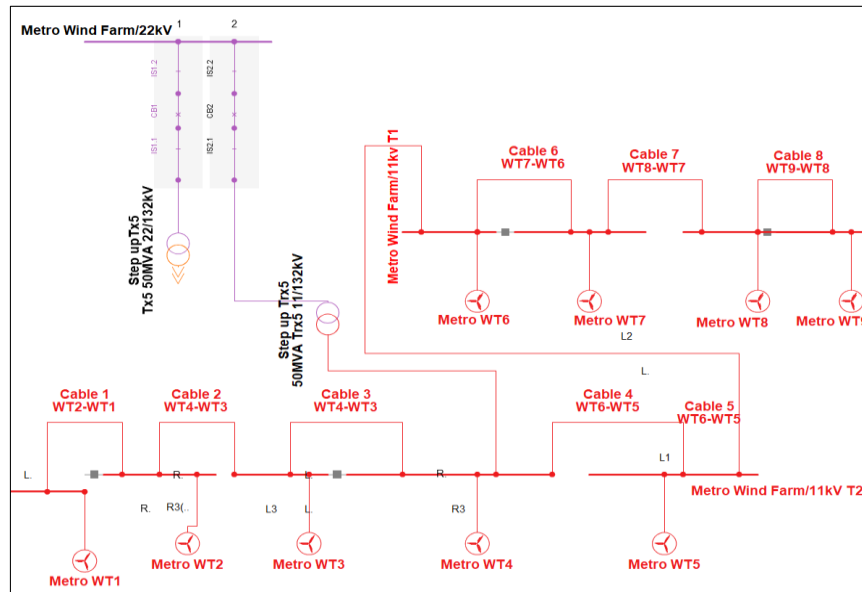 1
2
Metro Wind Farm/22kV
IS1.2
IS2.2
CB1
CB2
IS1.1
IS2.1
Step upTx5
Tx5 50MVA 22/132kV
Step up Trx5
50MVA Trx5 11/132kV
Metro Wind Farm/11kv T1
Cable 6
WT7-WT6
Cable 7
WT8-WT7
Cable 8
WT9-WT8
Metro WT6
Metro WT7
Metro WT8
Metro WT9
L2
L.
Cable 1
WT2-WT1
Cable 2
WT4-WT3
Cable 3
WT4-WT3
Cable 4
WT6-WT5
Cable 5
WT6-WT5
L.
R.
L.
R.
L1
Metro Wind Farm/11kV T2
R.
R3(..
L3
L.
R3
Metro WT1
Metro WT2
Metro WT3
Metro WT4
Metro WT5